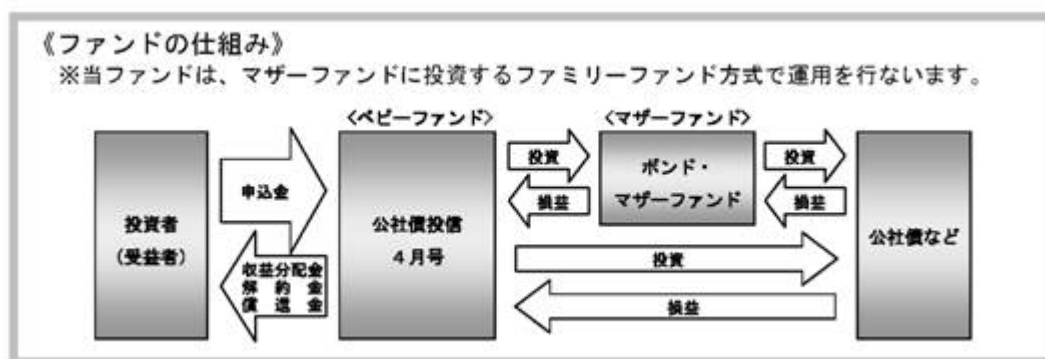 《ファンドの仕組み》
※当ファンドは、マザーファンドに投資するファミリーファンド方式で運用を行ないます。
〈ベビーファンド〉
〈マザーファンド〉
投資者
(受益者)
申込金
収益分配金
解約金
償還金
公社債投信
4月号
投資
損益
ボンド・
マザーファンド
投資
損益
投資
損益
公社債など